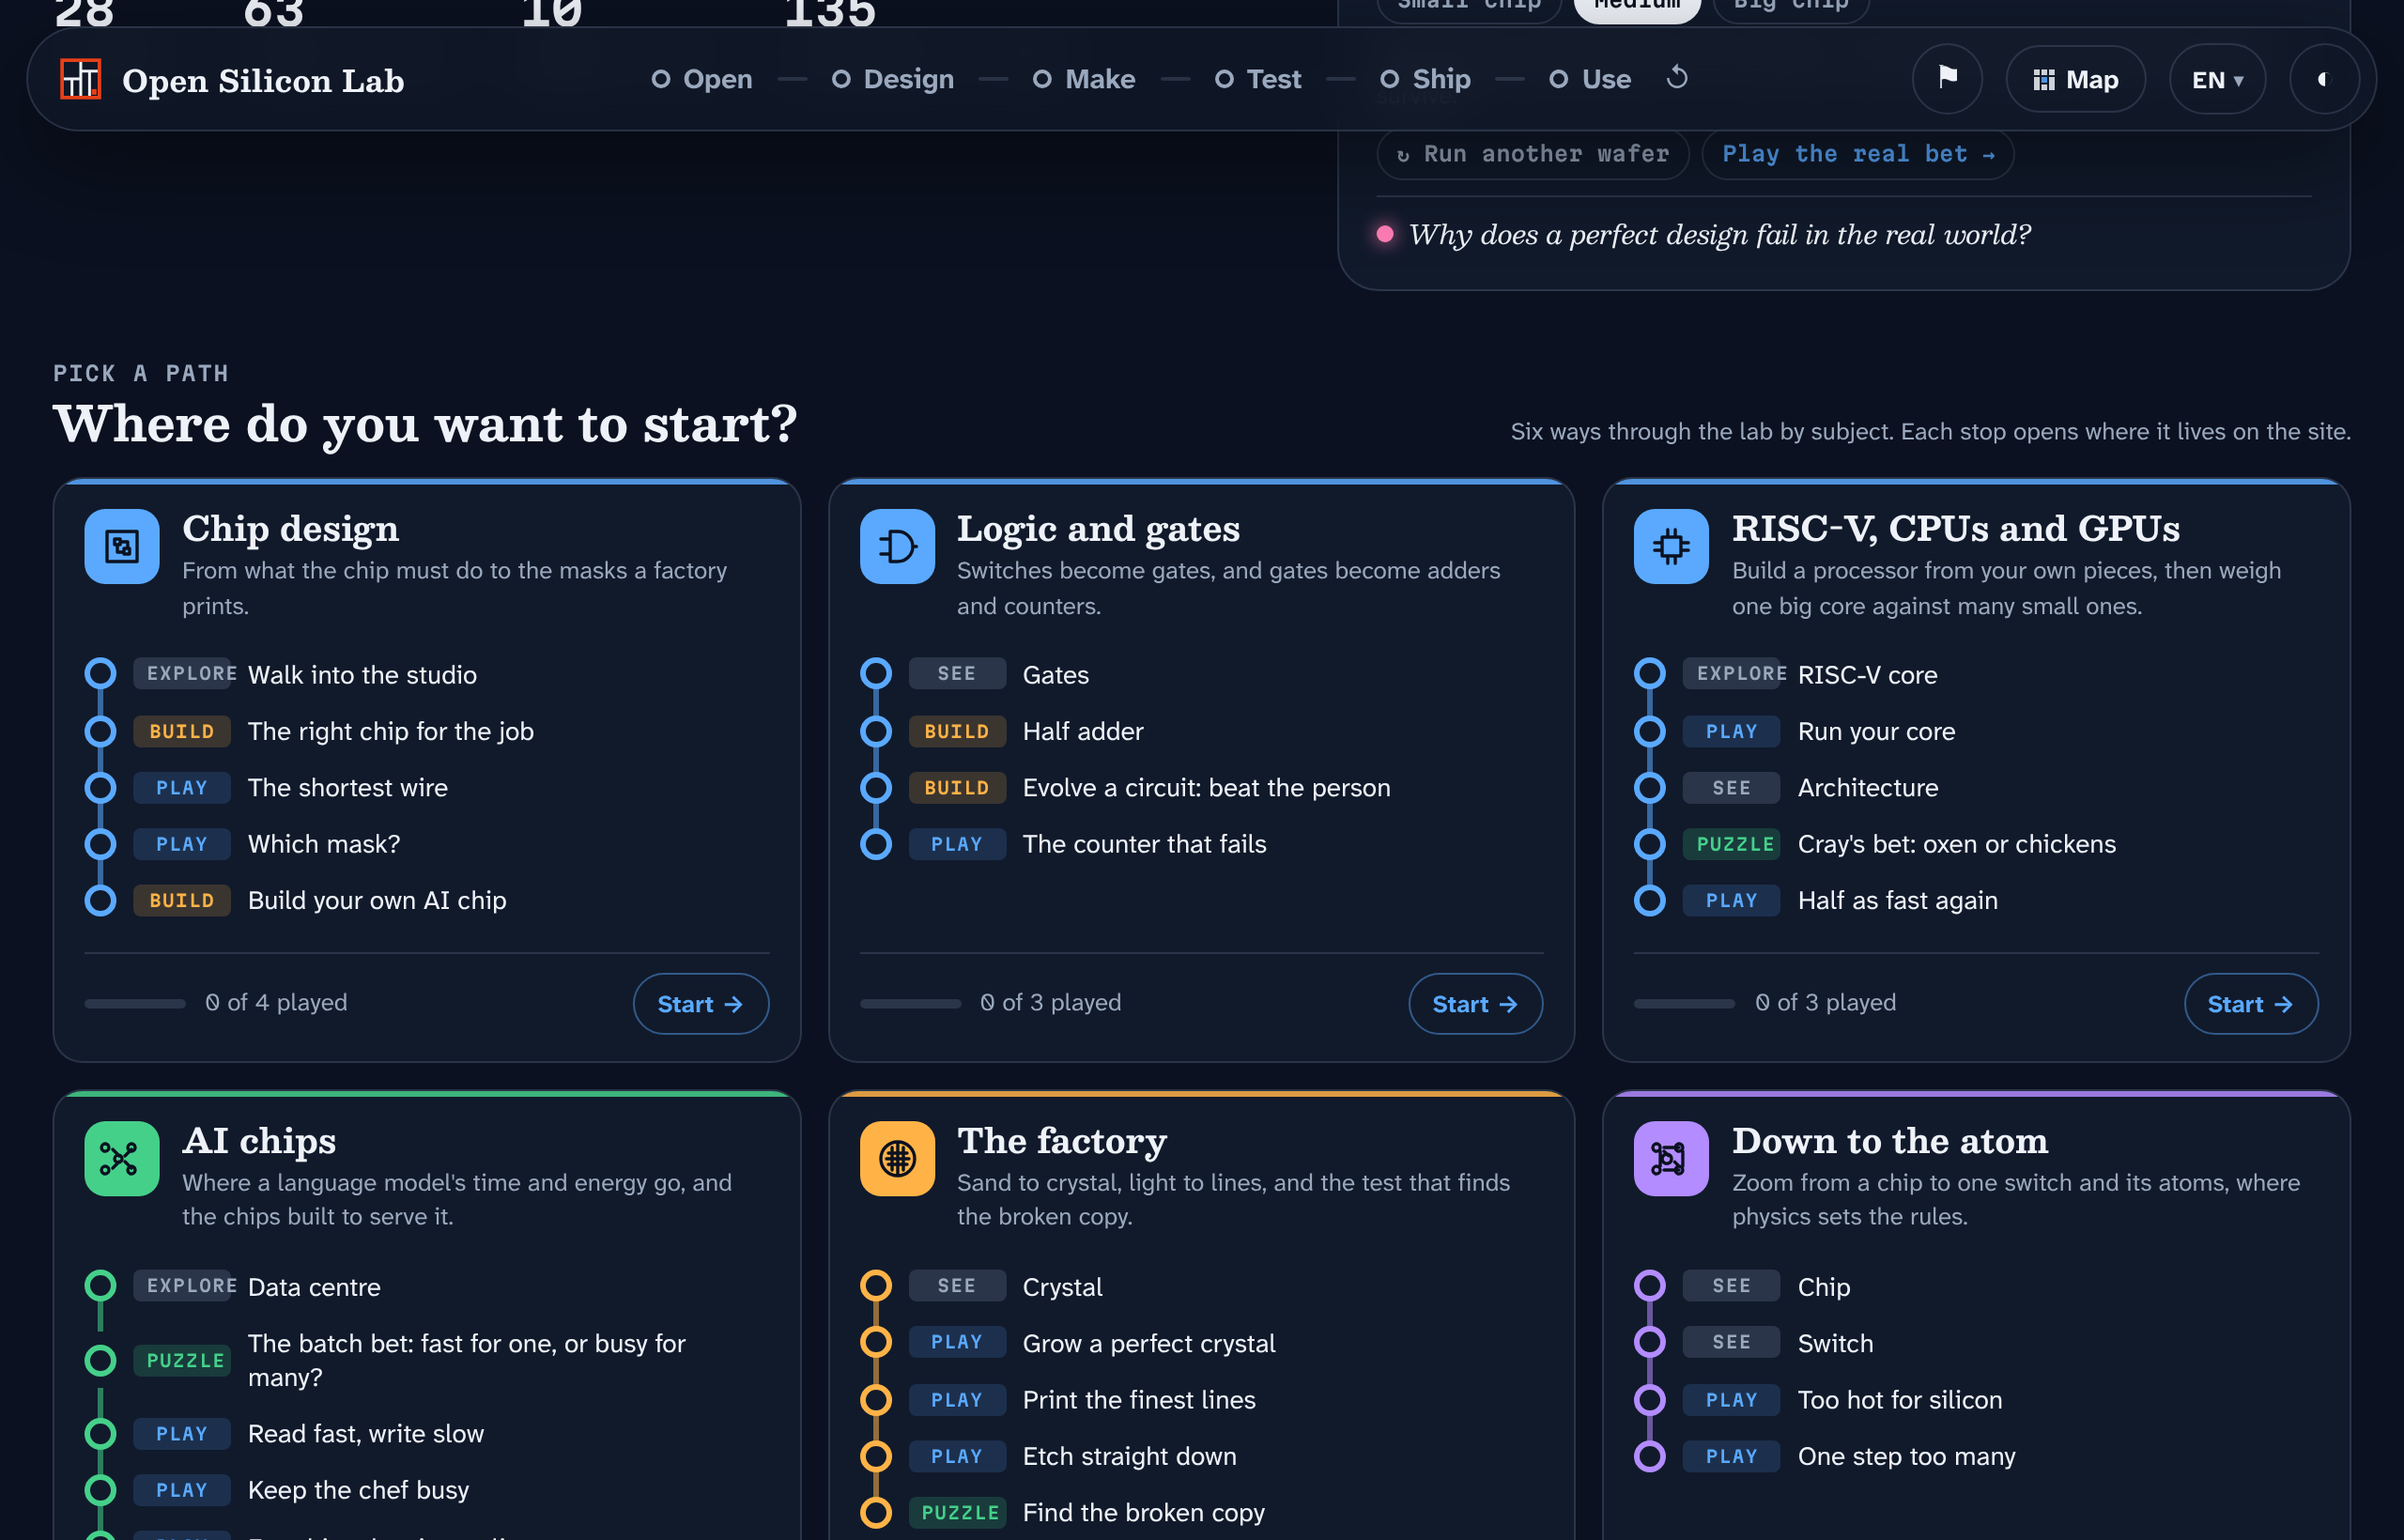 28 63 10 135
Small chip Medium Big chip
Open Silicon Lab
Open Design Make Test Ship Use
Map
EN
survive.
Run another wafer Play the real bet →
Why does a perfect design fail in the real world?
PICK A PATH
Where do you want to start?
Six ways through the lab by subject. Each stop opens where it lives on the site.
Chip design
From what the chip must do to the masks a factory
prints.
EXPLORE Walk into the studio
BUILD The right chip for the job
PLAY The shortest wire
PLAY Which mask?
BUILD Build your own AI chip
0 of 4 played
Start →
Logic and gates
Switches become gates, and gates become adders
and counters.
SEE Gates
BUILD Half adder
BUILD Evolve a circuit: beat the person
PLAY The counter that fails
0 of 3 played
Start →
RISC-V, CPUs and GPUs
Build a processor from your own pieces, then weigh
one big core against many small ones.
EXPLORE RISC-V core
PLAY Run your core
SEE Architecture
PUZZLE Cray's bet: oxen or chickens
PLAY Half as fast again
0 of 3 played
Start →
AI chips
Where a language model's time and energy go, and
the chips built to serve it.
EXPLORE Data centre
PUZZLE The batch bet: fast for one, or busy for
many?
PLAY Read fast, write slow
PLAY Keep the chef busy
The factory
Sand to crystal, light to lines, and the test that finds
the broken copy.
SEE Crystal
PLAY Grow a perfect crystal
PLAY Print the finest lines
PLAY Etch straight down
PUZZLE Find the broken copy
Down to the atom
Zoom from a chip to one switch and its atoms, where
physics sets the rules.
SEE Chip
SEE Switch
PLAY Too hot for silicon
PLAY One step too many